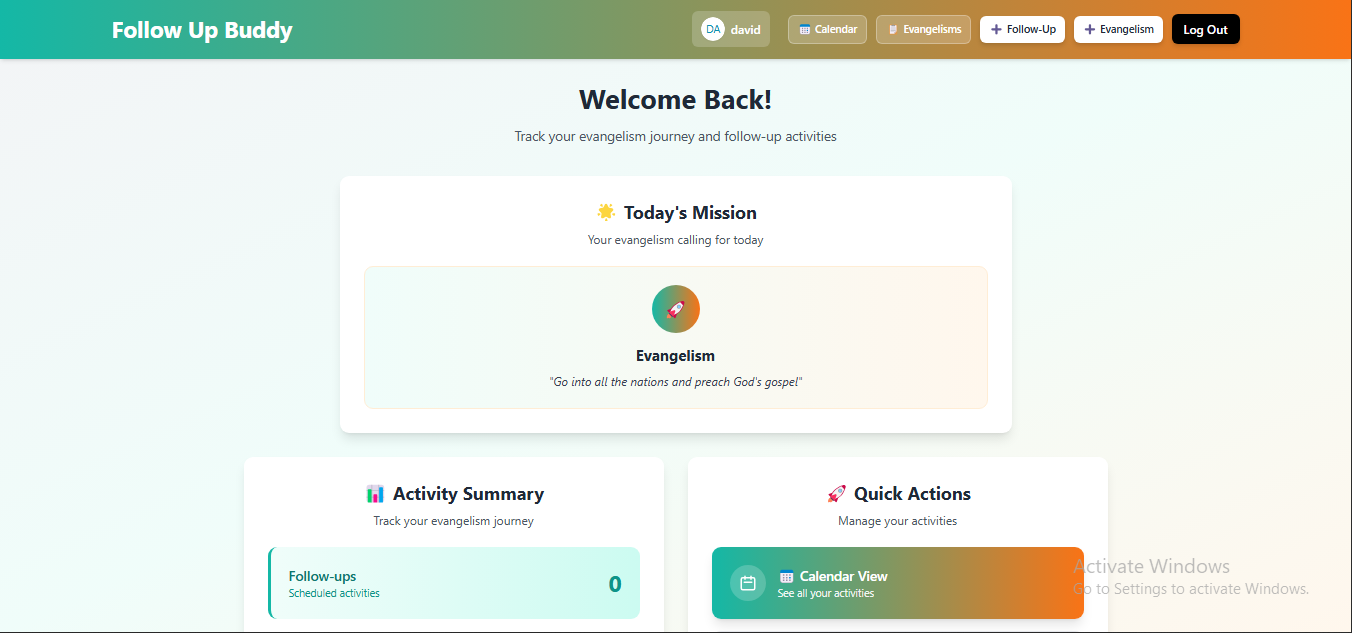 Follow Up Buddy
DA david
Calendar
Evangelisms
+ Follow-Up
+ Evangelism
Log Out
Welcome Back!
Track your evangelism journey and follow-up activities
Today's Mission
Your evangelism calling for today
Evangelism
"Go into all the nations and preach God's gospel"
Activity Summary
Track your evangelism journey
Follow-ups
Scheduled activities
0
Quick Actions
Manage your activities
Calendar View
See all your activities
Activate Windows
Go to Settings to activate Windows.